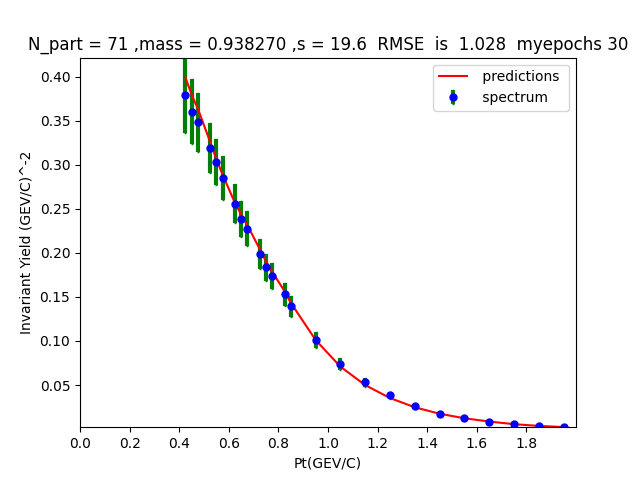 N_part = 71 ,mass = 0.938270 ,s = 19.6  RMSE  is  1.028  myepochs 30
predictions
spectrum
0.40
0.35
0.30
0.25
0.20
0.15
0.10
0.05
Invariant Yield (GEV/C)^-2
0.0 0.2 0.4 0.6 0.8 1.0 1.2 1.4 1.6 1.8
Pt(GEV/C)